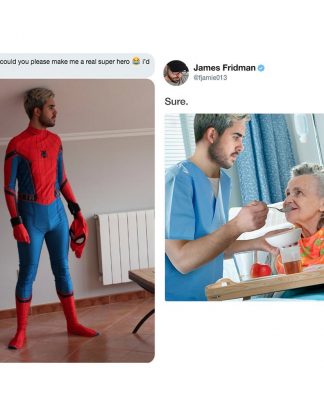 could you please make me a real super hero 😂 i'd
James Fridman
@fjamie013
Sure.